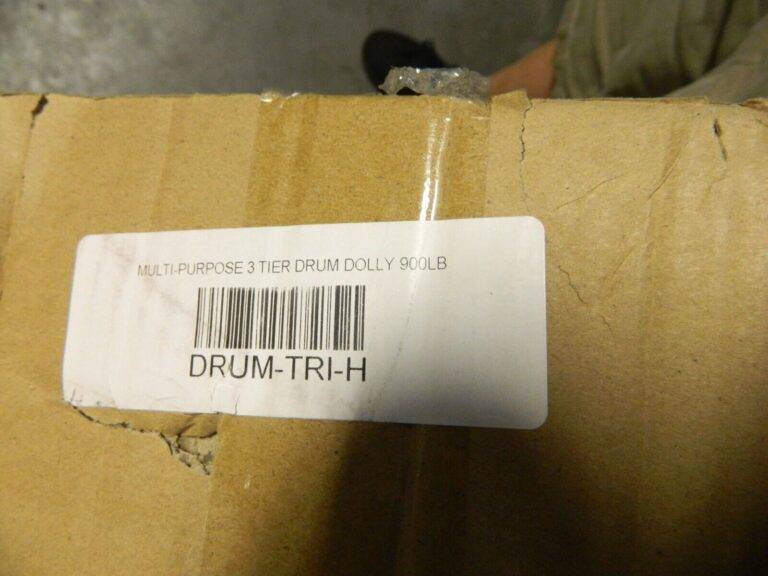 MULTI-PURPOSE 3 TIER DRUM DOLLY 900LB
DRUM-TRI-H